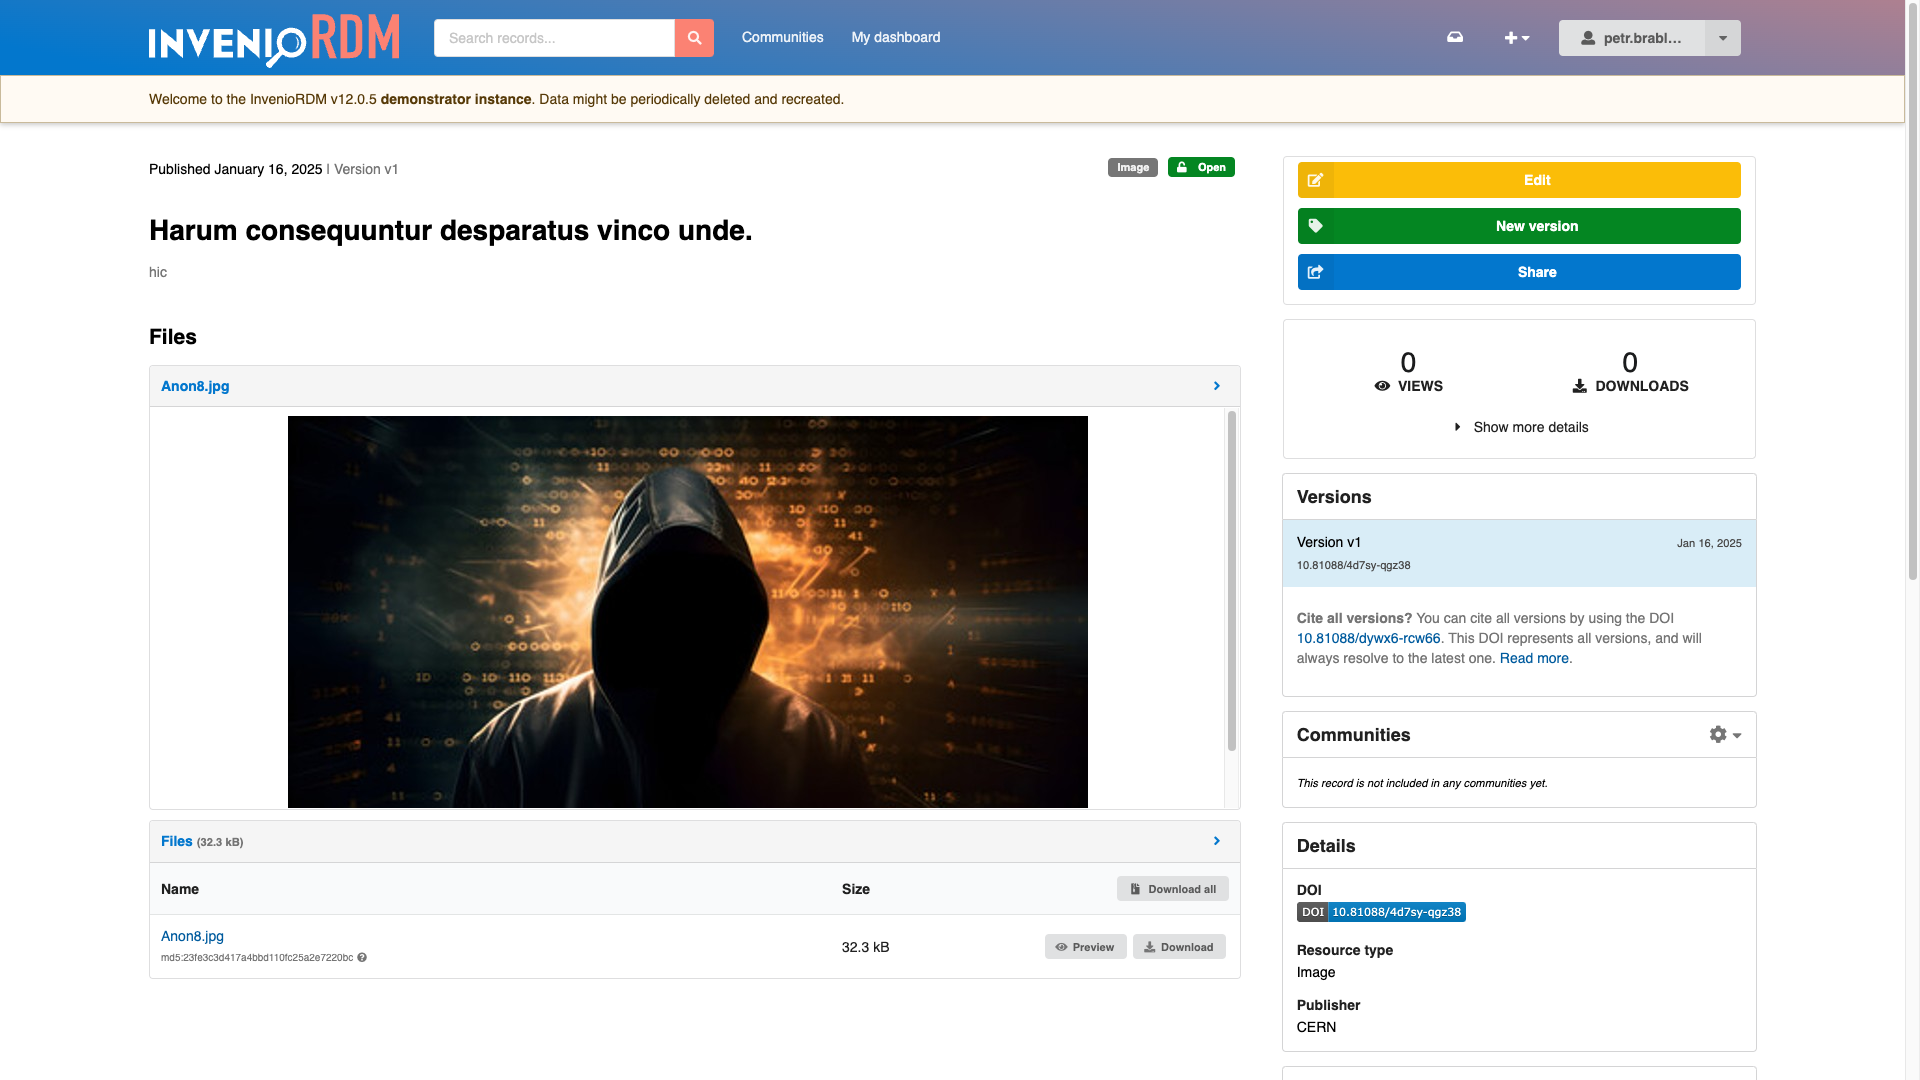 INVENIORDM
Search records...
Communities
My dashboard
petr.brabl...
Welcome to the InvenioRDM v12.0.5 demonstrator instance. Data might be periodically deleted and recreated.
Published January 16, 2025 | Version v1
Image
Open
Harum consequuntur desparatus vinco unde.
hic
Files
Anon8.jpg
Files (32.3 kB)
Name
Size
Download all
Anon8.jpg
md5:23fe3c3d417a4bbd110fc25a2e7220bc
32.3 kB
Preview
Download
Edit
New version
Share
0
VIEWS
0
DOWNLOADS
Show more details
Versions
Version v1
Jan 16, 2025
10.81088/4d7sy-qgz38
Cite all versions? You can cite all versions by using the DOI
10.81088/dywx6-rcw66. This DOI represents all versions, and will
always resolve to the latest one. Read more.
Communities
This record is not included in any communities yet.
Details
DOI
DOI 10.81088/4d7sy-qgz38
Resource type
Image
Publisher
CERN